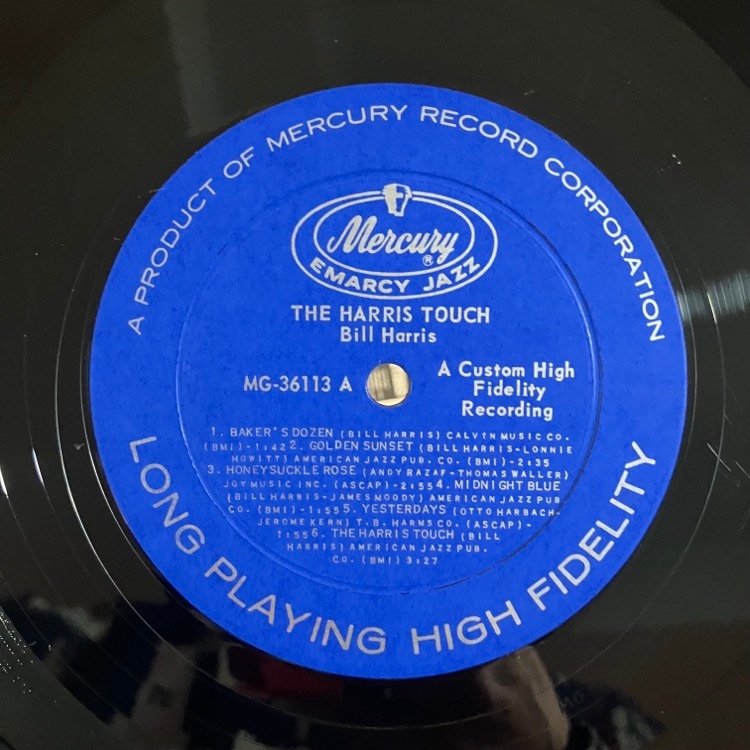 A PRODUCT OF MERCURY RECORD CORPORATION
Mercury
®
EMARCY JAZZ
THE HARRIS TOUCH
Bill Harris
MG-36113 A
A Custom High
Fidelity
Recording
1. BAKER'S DOZEN (BILL HARRIS) CALVYN MUSIC CO.
(BMI)-1:42 2. GOLDEN SUNSET (BILL HARRIS-LONNIE
HOWITT) AMERICAN JAZZ PUB. CO. (BMI)-2:35
3. HONEYSUCKLE ROSE (ANDY RAZAF-THOMAS WALLER)
JOY MUSIC INC. (ASCAP)-2:55 4. MIDNIGHT BLUE
(BILL HARRIS-JAMES MOODY) AMERICAN JAZZ PUB
CO. (BMI)-1:55 5. YESTERDAYS (OTTO HARBACH-
JEROME KERN) T.B. HARMS CO. (ASCAP)-
1:55 6. THE HARRIS TOUCH (BILL
HARRIS) AMERICAN JAZZ PUB.
CO. (BMI) 3:27
LONG PLAYING HIGH FIDELITY